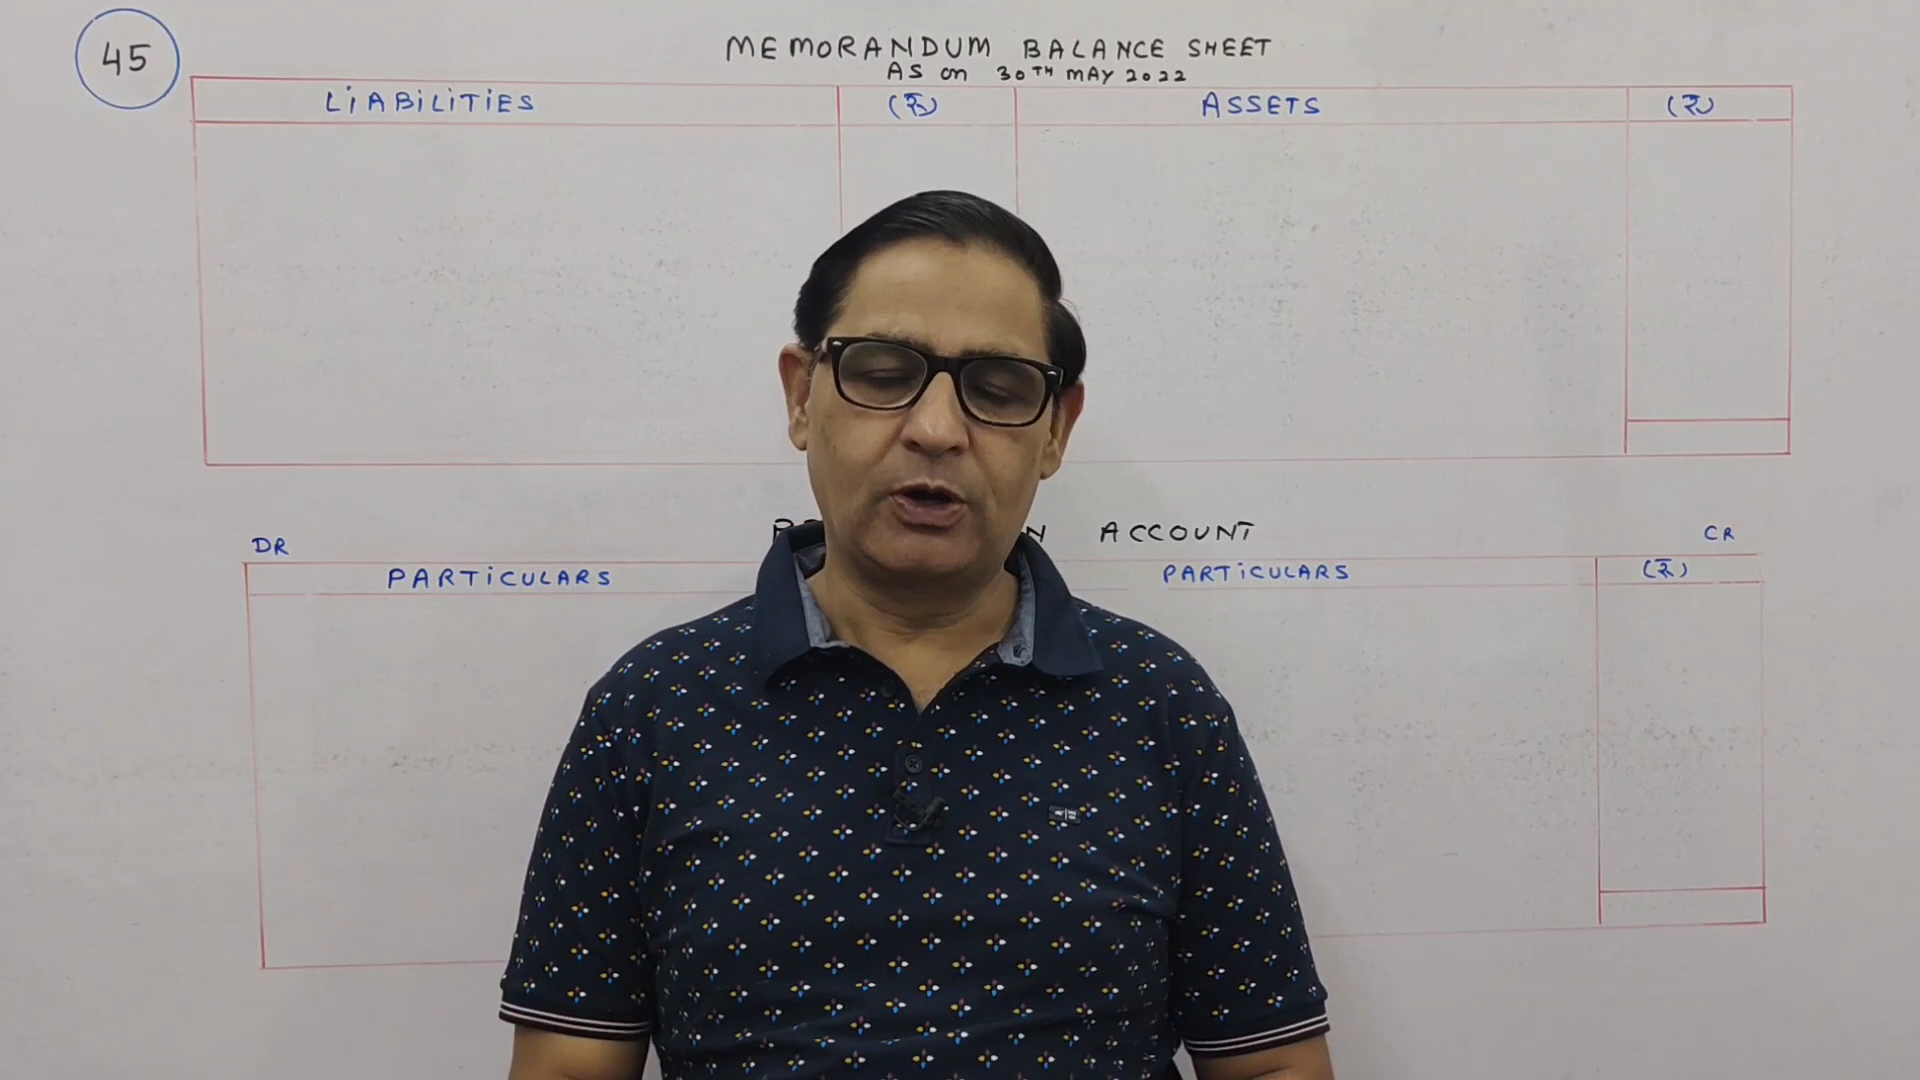 45
MEMORANDUM BALANCE SHEET
AS on 30TH MAY 2022
LiABiLiTiES (₹) ASSETS (₹)
ACCOUNT
DR CR
PARTiCULARS PARTiCULARS (₹)